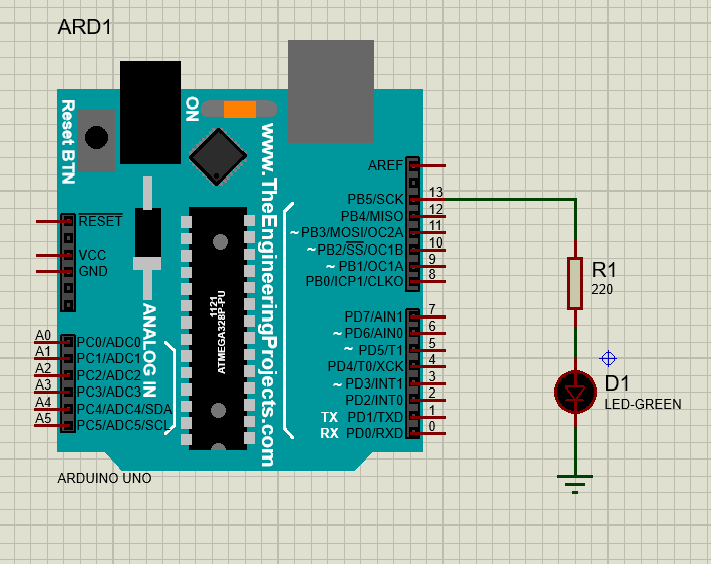 ARD1
Reset BTN
ON
www.TheEngineeringProjects.com
RESET
VCC
GND
1121
ATMEGA328P-PU
ANALOG IN
A0 PC0/ADC0
A1 PC1/ADC1
A2 PC2/ADC2
A3 PC3/ADC3
A4 PC4/ADC4/SDA
A5 PC5/ADC5/SCL
AREF
PB5/SCK 13
PB4/MISO 12
~PB3/MOSI/OC2A 11
~PB2/SS/OC1B 10
~PB1/OC1A 9
PB0/ICP1/CLKO 8
PD7/AIN1 7
~PD6/AIN0 6
~PD5/T1 5
PD4/T0/XCK 4
~PD3/INT1 3
PD2/INT0 2
TX PD1/TXD 1
RX PD0/RXD 0
R1
220
D1
LED-GREEN
ARDUINO UNO